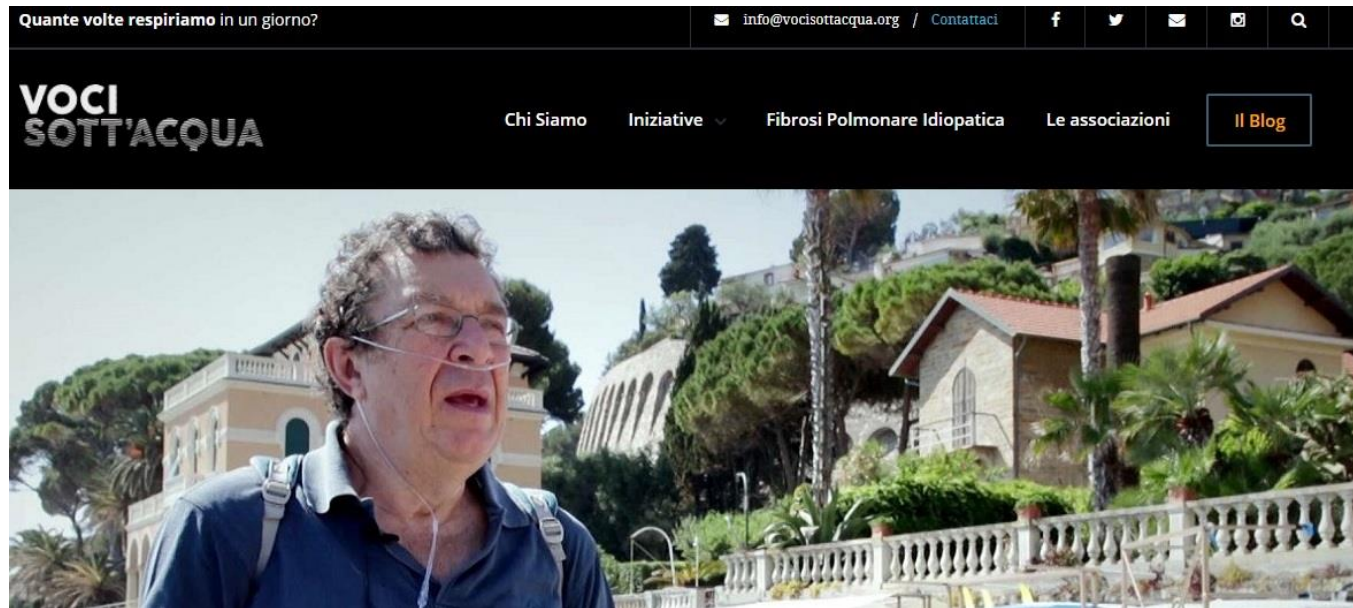 Quante volte respiriamo in un giorno?
info@vocisottacqua.org / Contattaci
VOCI
SOTT'ACQUA
Chi Siamo
Iniziative
Fibrosi Polmonare Idiopatica
Le associazioni
Il Blog